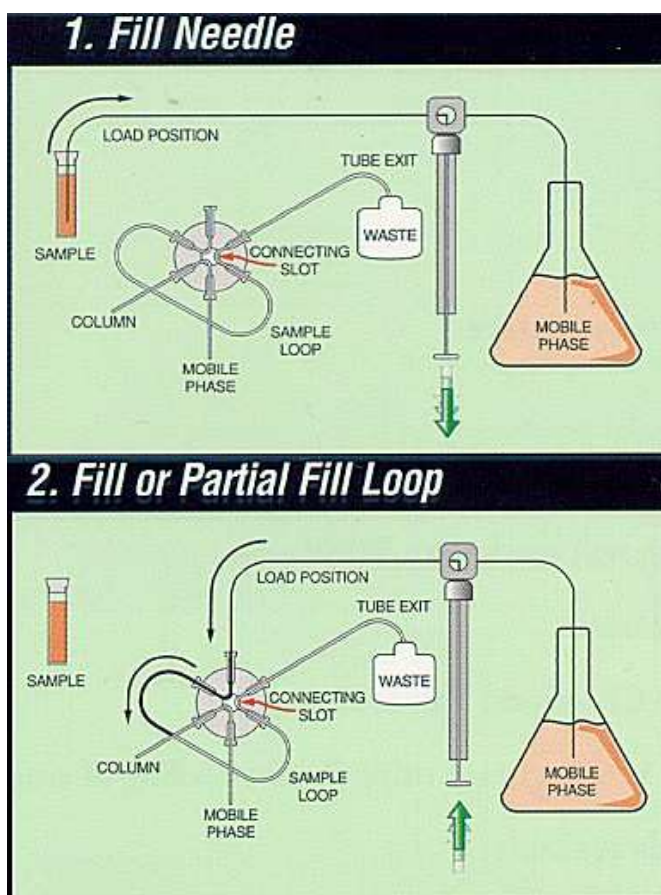 1. Fill Needle
LOAD POSITION
TUBE EXIT
SAMPLE
WASTE
CONNECTING
SLOT
COLUMN
SAMPLE
LOOP
MOBILE
PHASE
MOBILE
PHASE
2. Fill or Partial Fill Loop
LOAD POSITION
TUBE EXIT
SAMPLE
WASTE
CONNECTING
SLOT
COLUMN
SAMPLE
LOOP
MOBILE
PHASE
MOBILE
PHASE